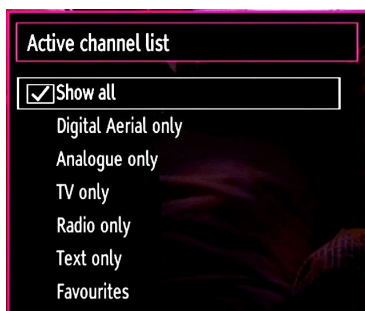 Active channel list
Show all
Digital Aerial only
Analogue only
TV only
Radio only
Text only
Favourites